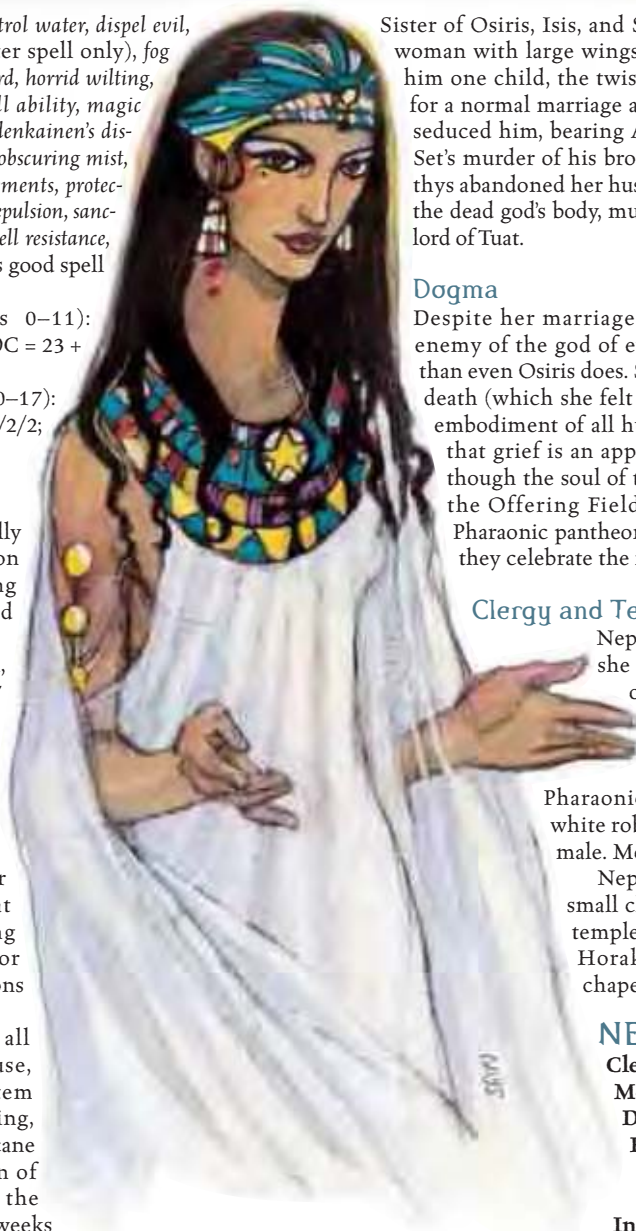 trol water, dispel evil,
er spell only), fog
rd, horrid wilting,
ll ability, magic
denkainen's dis-
obscuring mist,
ments, protec-
epulsion, sanc-
ell resistance,
s good spell
s 0–11):
DC = 23 +
0–17):
/2/2;
lly
on
ng
d
,
r
t
ng
or
ons
all
use,
tem
ing,
cane
n of
the
weeks
Sister of Osiris, Isis, and S
woman with large wings
him one child, the twis
for a normal marriage a
seduced him, bearing A
Set's murder of his bro
thys abandoned her hus
the dead god's body, mu
lord of Tuat.
Dogma
Despite her marriage
enemy of the god of e
than even Osiris does. S
death (which she felt
embodiment of all hu
that grief is an app
though the soul of t
the Offering Field
Pharaonic pantheon
they celebrate the
Clergy and Te
Nep
she
Pharaonic
white rol
male. Me
Nep
small c
temple
Horak
chape
NE
Cle
M
D
In